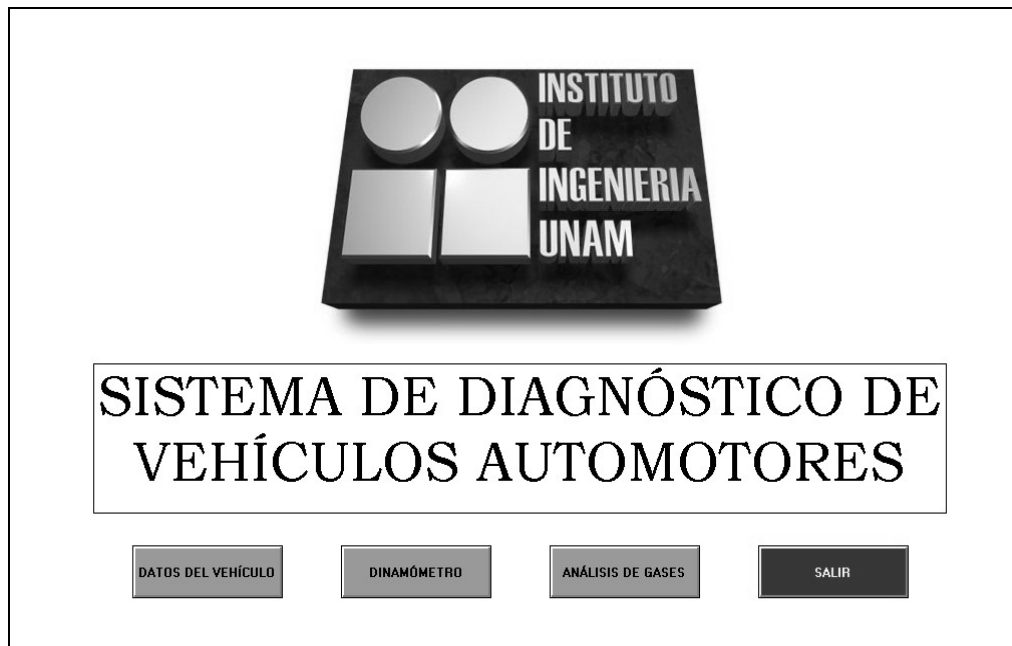 INSTITUTO
DE
INGENIERIA
UNAM
SISTEMA DE DIAGNÓSTICO DE
VEHÍCULOS AUTOMOTORES
DATOS DEL VEHÍCULO
DINAMÓMETRO
ANÁLISIS DE GASES
SALIR